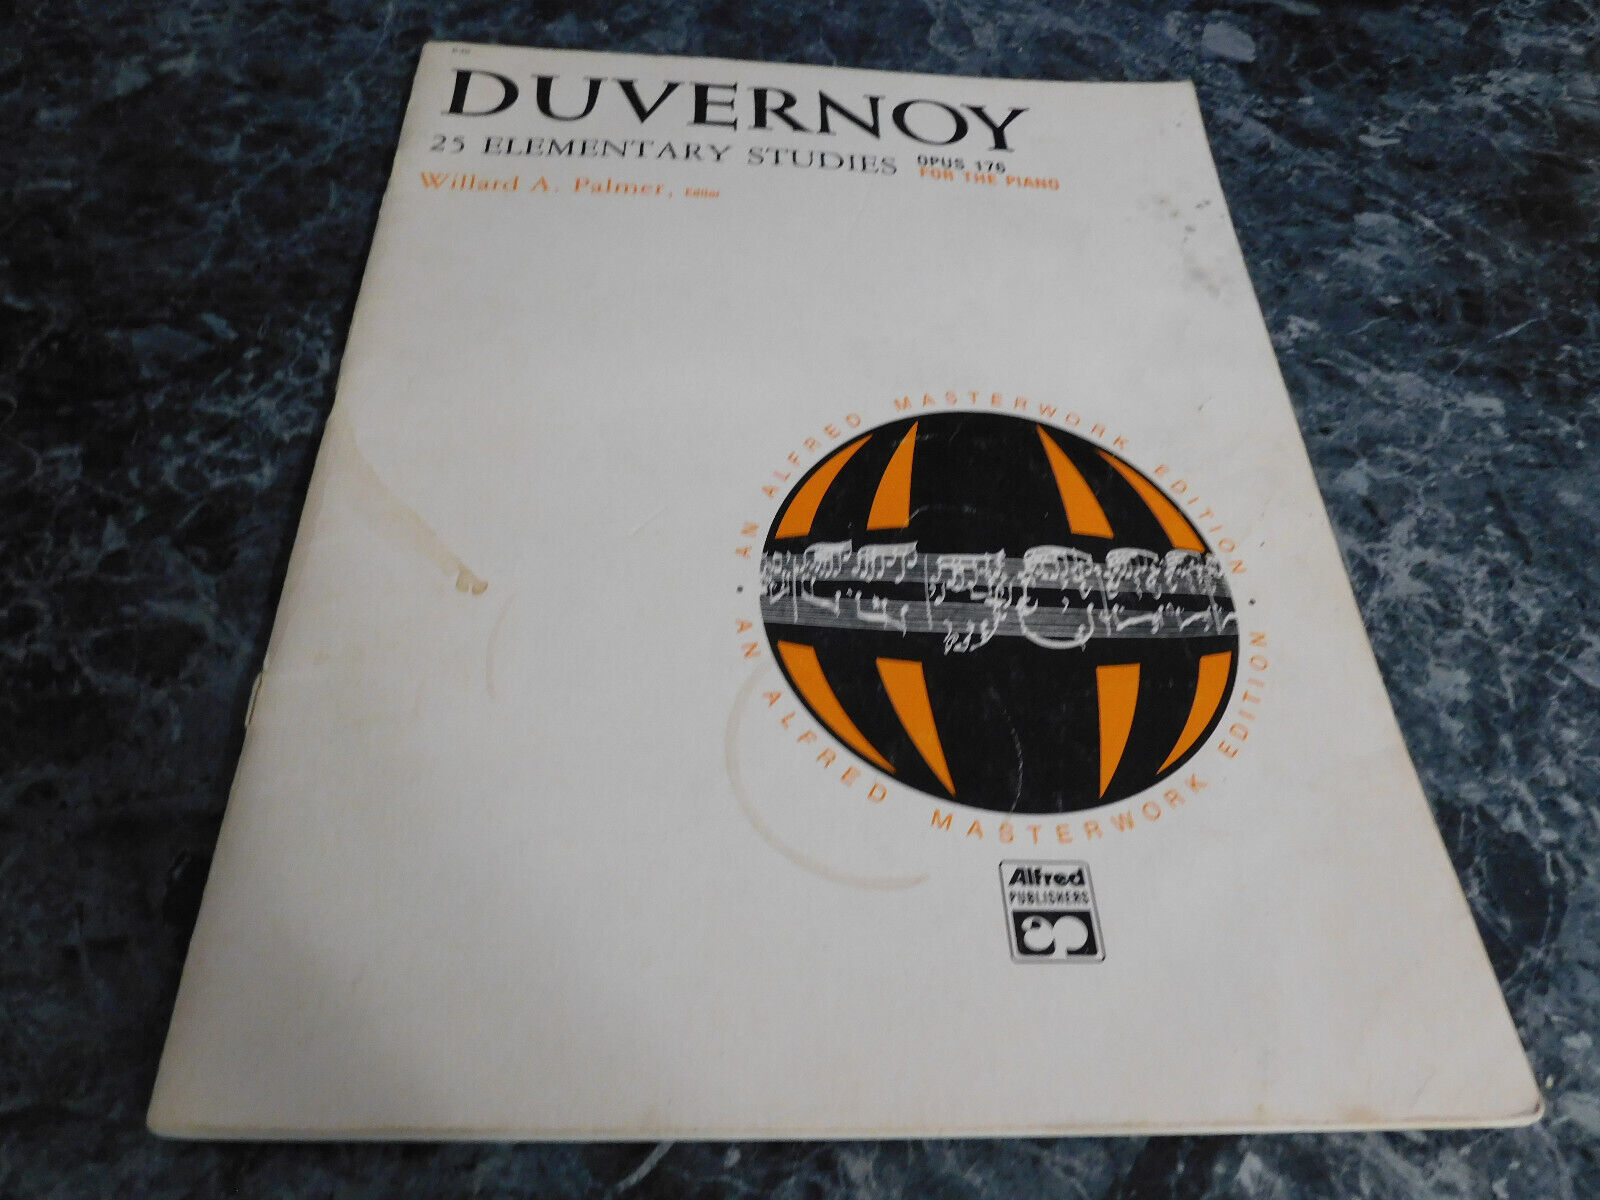 DUVERNOY
25 ELEMENTARY STUDIES OPUS 176
FOR THE PIANO
Willard A. Palmer, Editor
AN ALFRED MASTERWORK EDITION
AN ALFRED MASTERWORK EDITION
Alfred
PUBLISHERS